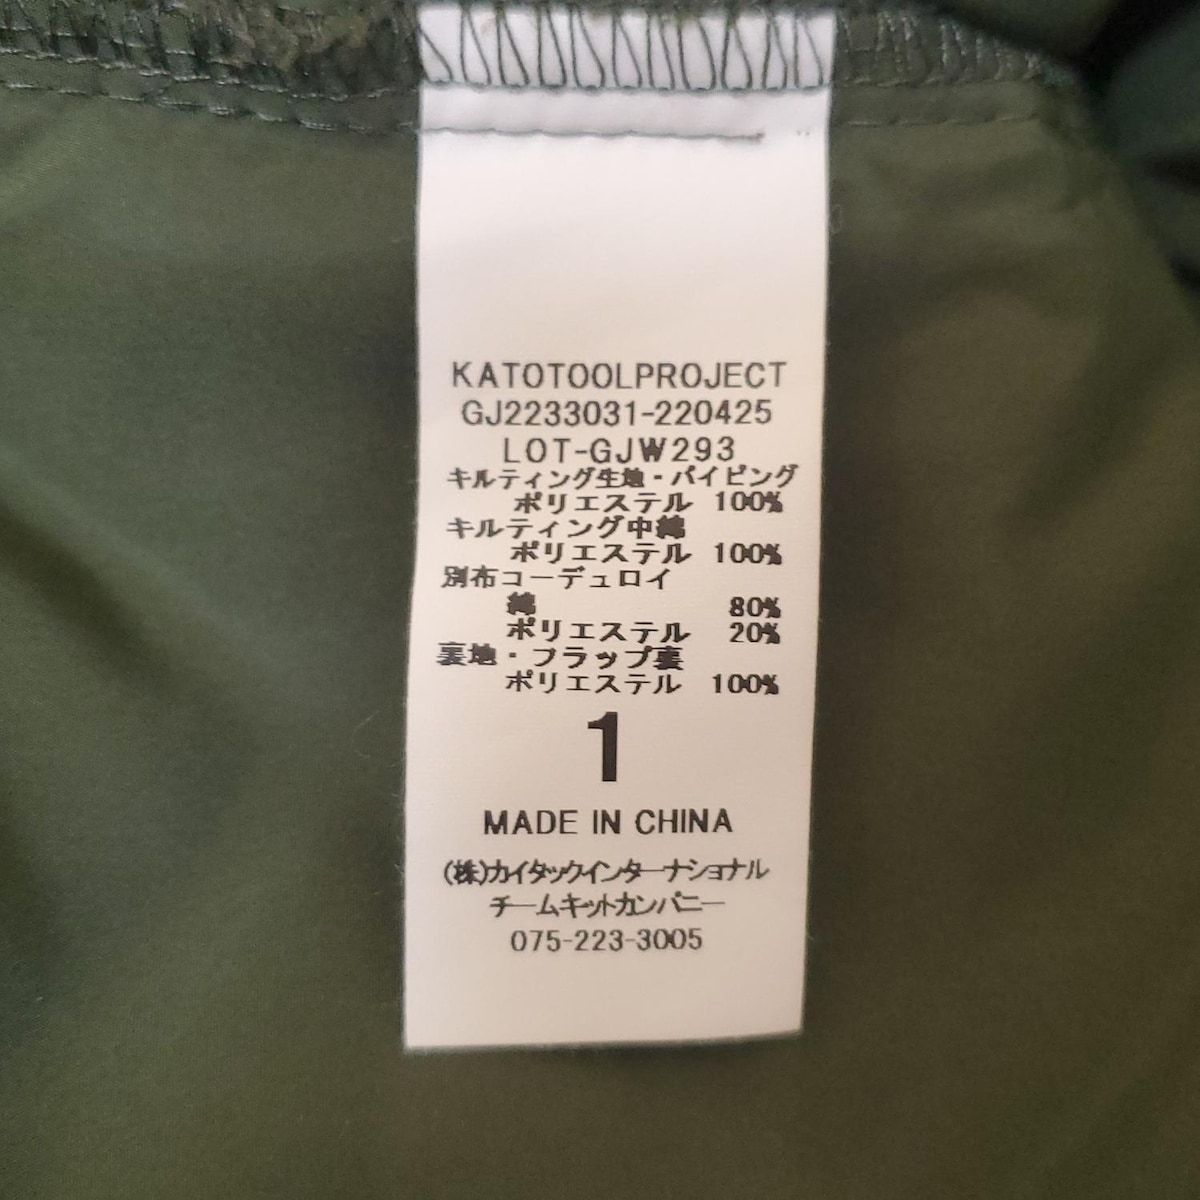 KATOTOOLPROJECT
GJ2233031-220425
LOT-GJW293
キルティング生地・パイピング
ポリエステル 100%
キルティング中綿
ポリエステル 100%
別布コーデュロイ
綿 80%
ポリエステル 20%
裏地・フラップ裏
ポリエステル 100%
1
MADE IN CHINA
(株)カイタックインターナショナル
チームキットカンパニー
075-223-3005